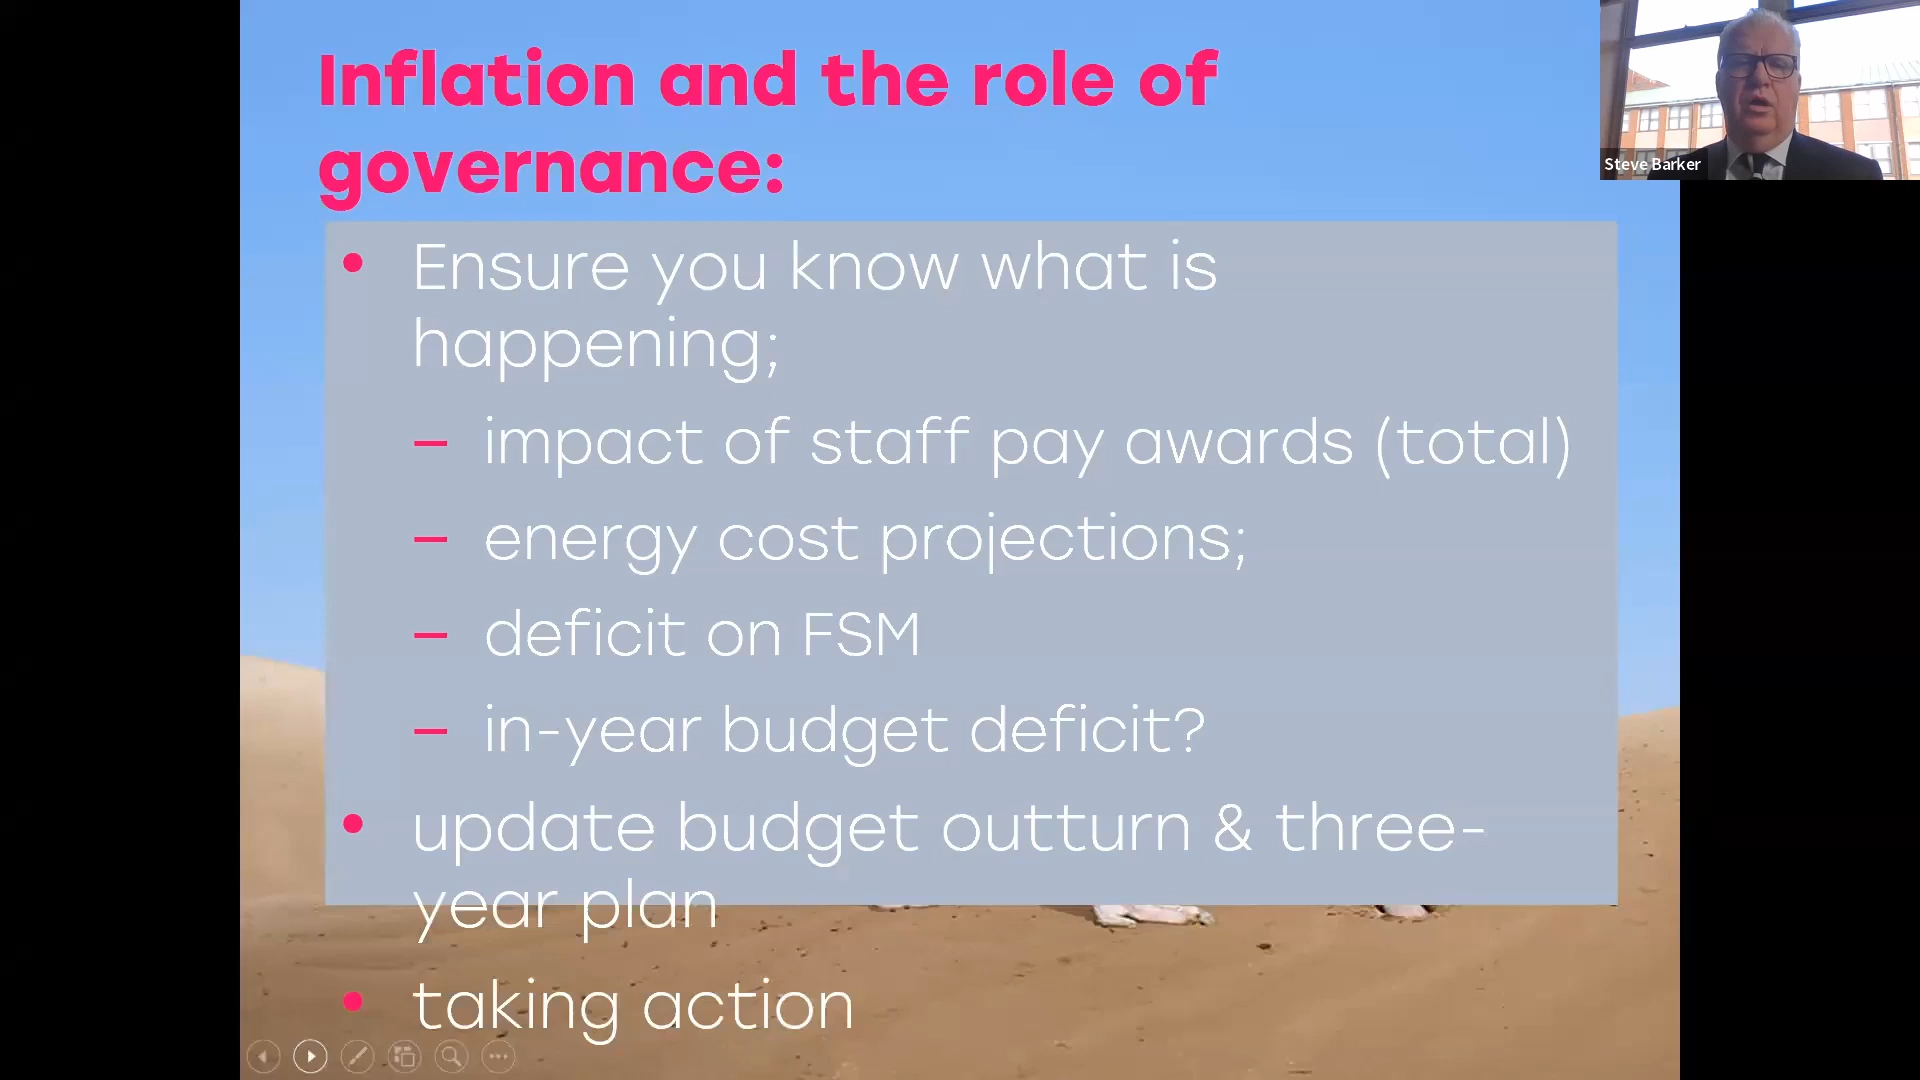 Inflation and the role of
governance:
• Ensure you know what is
happening;
– impact of staff pay awards (total)
– energy cost projections;
– deficit on FSM
– in-year budget deficit?
• update budget outturn & three-
year plan
• taking action
Steve Barker